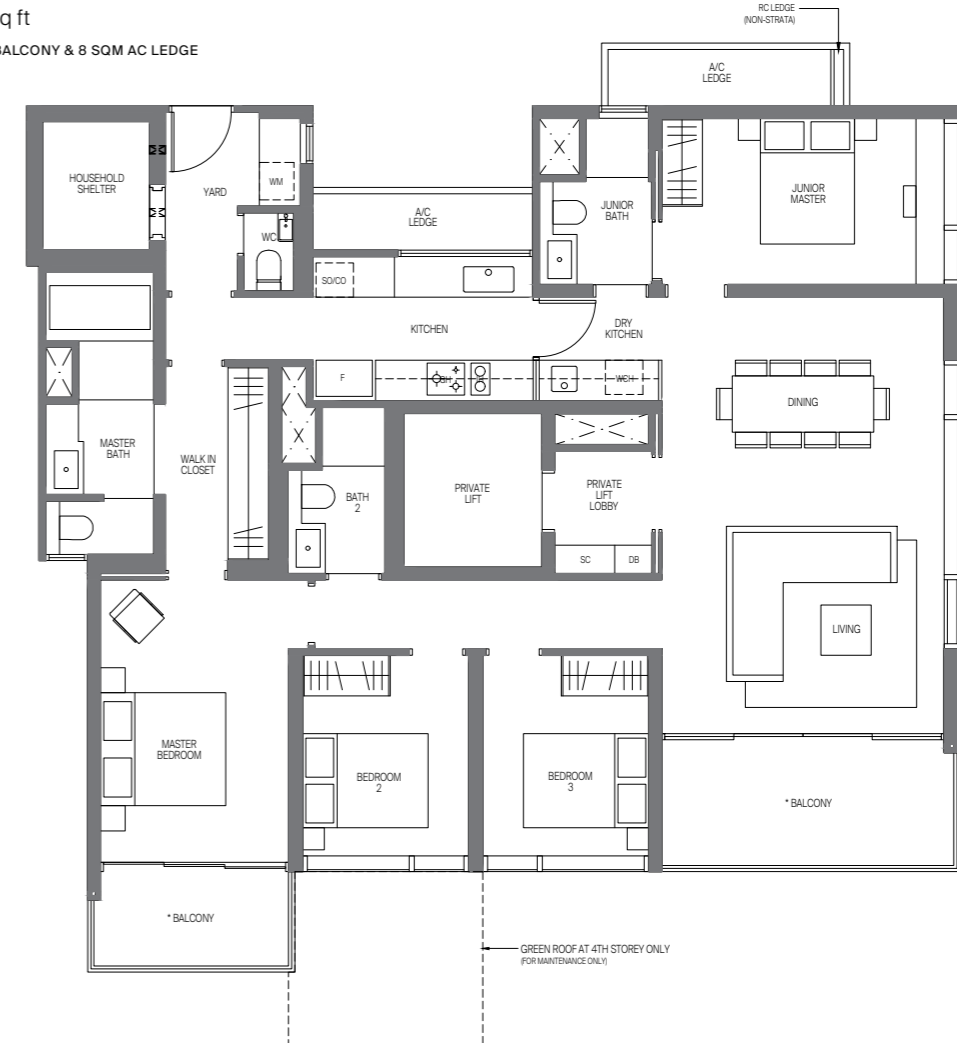 q ft
BALCONY & 8 SQM AC LEDGE
RC LEDGE
(NON-STRATA)
A/C
LEDGE
HOUSEHOLD
SHELTER
YARD
WM
WC
A/C
LEDGE
JUNIOR
BATH
JUNIOR
MASTER
SO/CO
KITCHEN
DRY
KITCHEN
F
WCH
DINING
MASTER
BATH
WALK IN
CLOSET
BATH
2
PRIVATE
LIFT
PRIVATE
LIFT
LOBBY
SC
DB
LIVING
MASTER
BEDROOM
BEDROOM
2
BEDROOM
3
* BALCONY
* BALCONY
GREEN ROOF AT 4TH STOREY ONLY
(FOR MAINTENANCE ONLY)